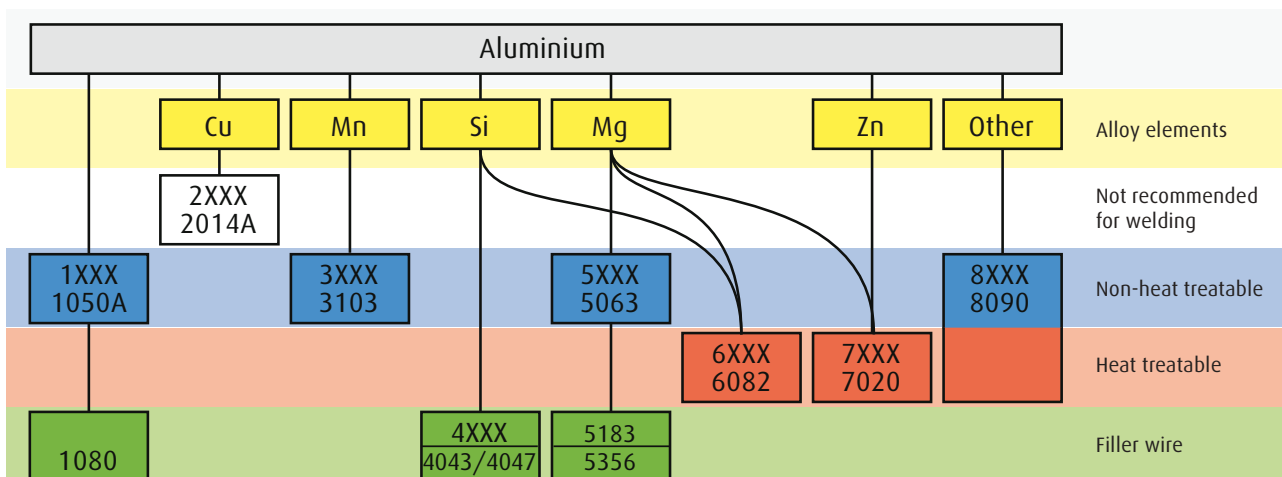 Aluminium
Cu
Mn
Si
Mg
Zn
Other
Alloy elements
2XXX
2014A
Not recommended
for welding
1XXX
1050A
3XXX
3103
5XXX
5063
8XXX
8090
Non-heat treatable
6XXX
6082
7XXX
7020
Heat treatable
1080
4XXX
4043/4047
5183
5356
Filler wire